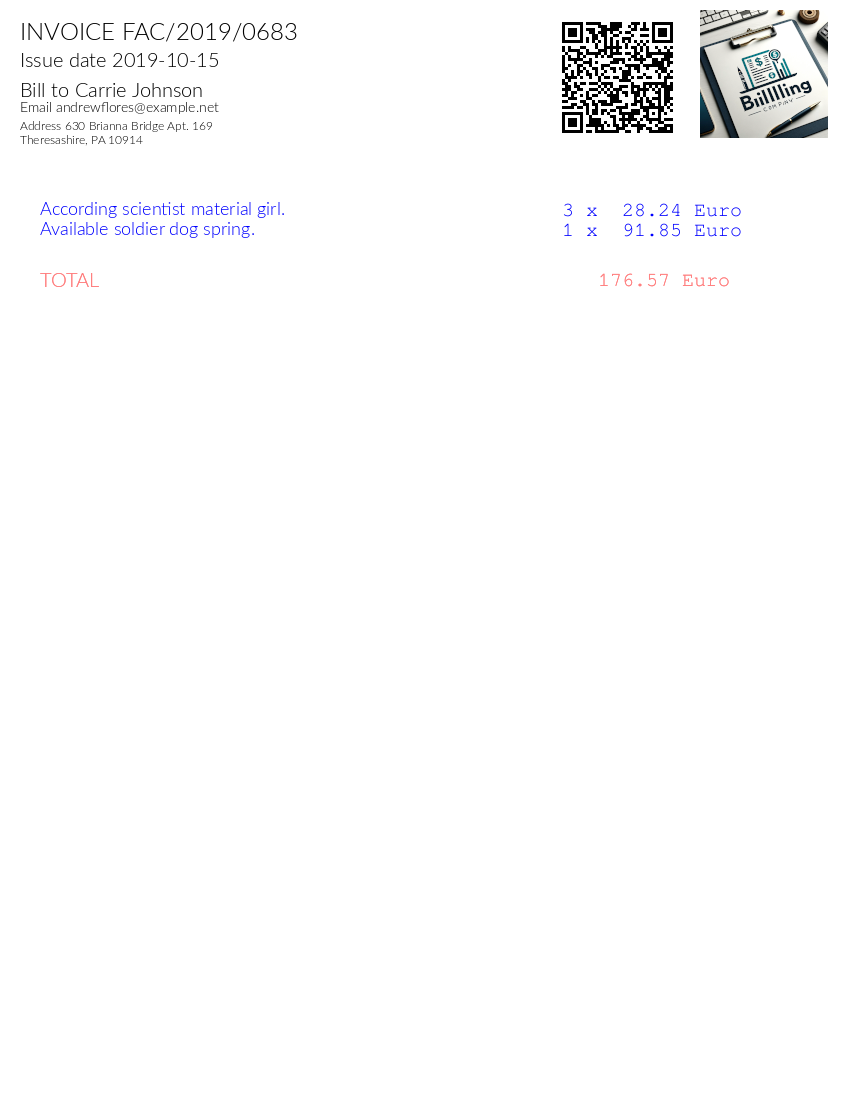 INVOICE FAC/2019/0683
Issue date 2019-10-15
Bill to Carrie Johnson
Email andrewflores@example.net
Address 630 Brianna Bridge Apt. 169
Theresashire, PA 10914
Biilllling
COMPANY
According scientist material girl. 3 x 28.24 Euro
Available soldier dog spring. 1 x 91.85 Euro
TOTAL 176.57 Euro